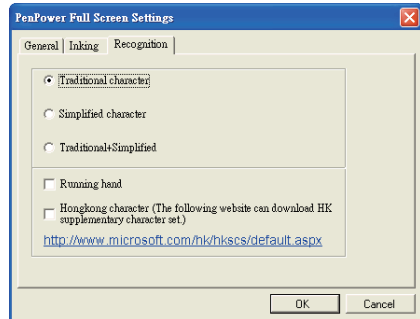 PenPower Full Screen Settings
General Inking Recognition
Traditional character
Simplified character
Traditional+Simplified
Running hand
Hongkong character (The following website can download HK
supplementary character set.)
http://www.microsoft.com/hk/hkscs/default.aspx
OK Cancel